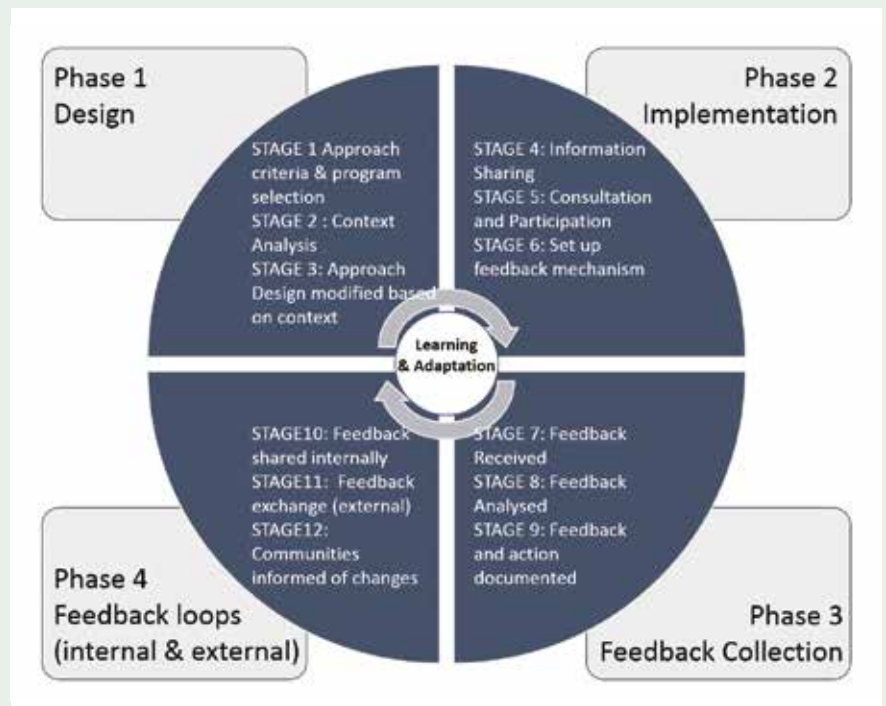 Phase 1
Design
STAGE 1 Approach
criteria & program
selection
STAGE 2 : Context
Analysis
STAGE 3: Approach
Design modified based
on context
Phase 2
Implementation
STAGE 4: Information
Sharing
STAGE 5: Consultation
and Participation
STAGE 6: Set up
feedback mechanism
Learning
& Adaptation
STAGE 7: Feedback
Received
STAGE 8: Feedback
Analysed
STAGE 9: Feedback
and action
documented
Phase 3
Feedback Collection
STAGE10: Feedback
shared internally
STAGE11: Feedback
exchange (external)
STAGE12:
Communities
informed of changes
Phase 4
Feedback loops
(internal & external)